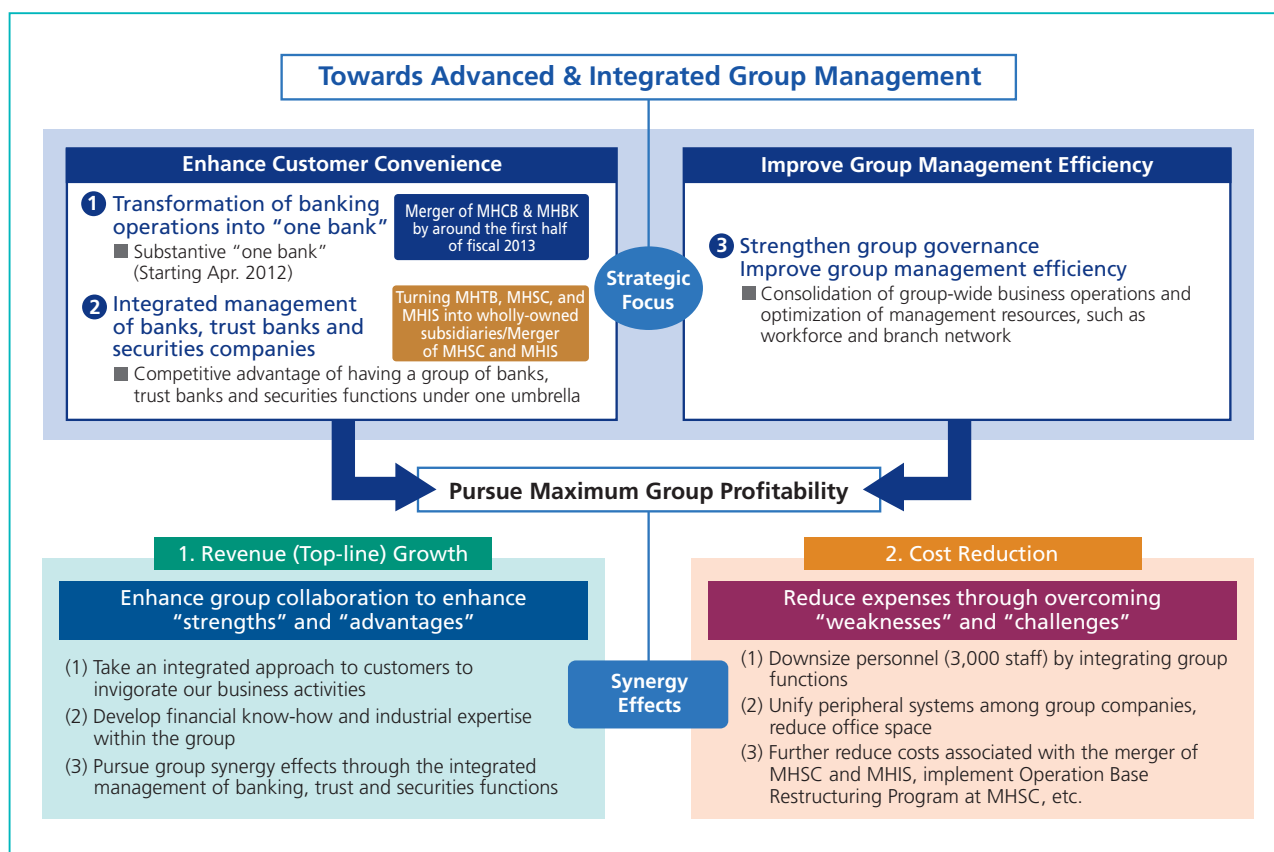 Towards Advanced & Integrated Group Management
Enhance Customer Convenience
1 Transformation of banking
operations into “one bank”
■ Substantive “one bank”
(Starting Apr. 2012)
Merger of MHCB & MHBK
by around the first half
of fiscal 2013
2 Integrated management
of banks, trust banks and
securities companies
Turning MHTB, MHSC, and
MHIS into wholly-owned
subsidiaries/Merger
of MHSC and MHIS
■ Competitive advantage of having a group of banks,
trust banks and securities functions under one umbrella
Strategic
Focus
Improve Group Management Efficiency
3 Strengthen group governance
Improve group management efficiency
■ Consolidation of group-wide business operations and
optimization of management resources, such as
workforce and branch network
Pursue Maximum Group Profitability
1. Revenue (Top-line) Growth
Enhance group collaboration to enhance
“strengths” and “advantages”
(1) Take an integrated approach to customers to
invigorate our business activities
(2) Develop financial know-how and industrial expertise
within the group
(3) Pursue group synergy effects through the integrated
management of banking, trust and securities functions
Synergy
Effects
2. Cost Reduction
Reduce expenses through overcoming
“weaknesses” and “challenges”
(1) Downsize personnel (3,000 staff) by integrating group
functions
(2) Unify peripheral systems among group companies,
reduce office space
(3) Further reduce costs associated with the merger of
MHSC and MHIS, implement Operation Base
Restructuring Program at MHSC, etc.